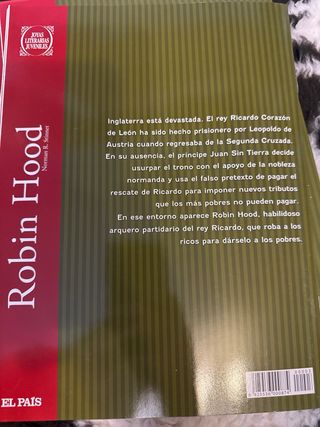 JOYAS
LITERARIAS
JUVENILES
Robin Hood
Norman R. Stinnet
Inglaterra está devastada. El rey Ricardo Corazón
de León ha sido hecho prisionero por Leopoldo de
Austria cuando regresaba de la Segunda Cruzada.
En su ausencia, el príncipe Juan Sin Tierra decide
usurpar el trono con el apoyo de la nobleza
normanda y usa el falso pretexto de pagar el
rescate de Ricardo para imponer nuevos tributos
que los más pobres no pueden pagar.
En ese entorno aparece Robin Hood, habilidoso
arquero partidario del rey Ricardo, que roba a los
ricos para dárselo a los pobres.
EL PAÍS